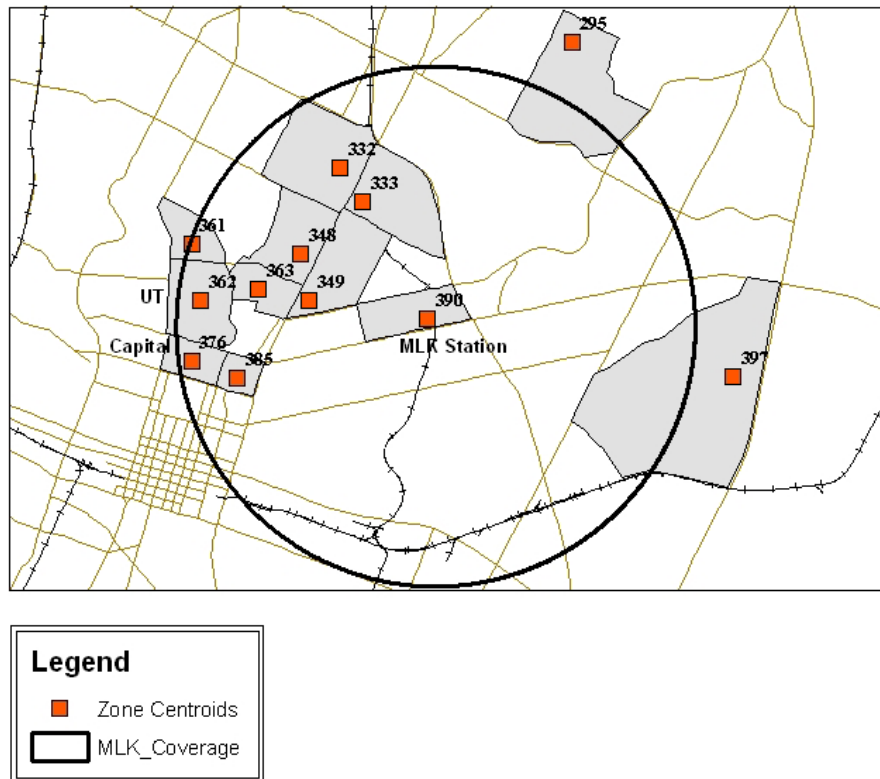 295
332
333
361
348
363
362
349
UT
390
376
Capital
MLK Station
385
397
Legend
Zone Centroids
MLK_Coverage